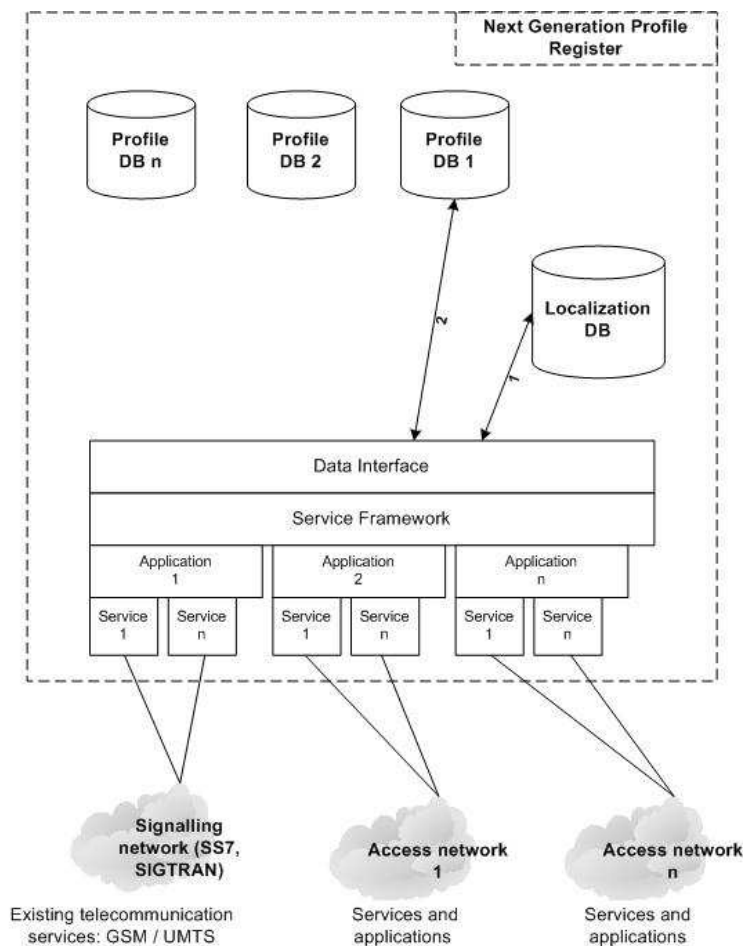 Next Generation Profile
Register
Profile
DB n
Profile
DB 2
Profile
DB 1
Localization
DB
2
1
Data Interface
Service Framework
Application
1
Application
2
Application
n
Service
1
Service
n
Service
1
Service
n
Service
1
Service
n
Signalling
network (SS7,
SIGTRAN)
Access network
1
Access network
n
Existing telecommunication
services: GSM / UMTS
Services and
applications
Services and
applications